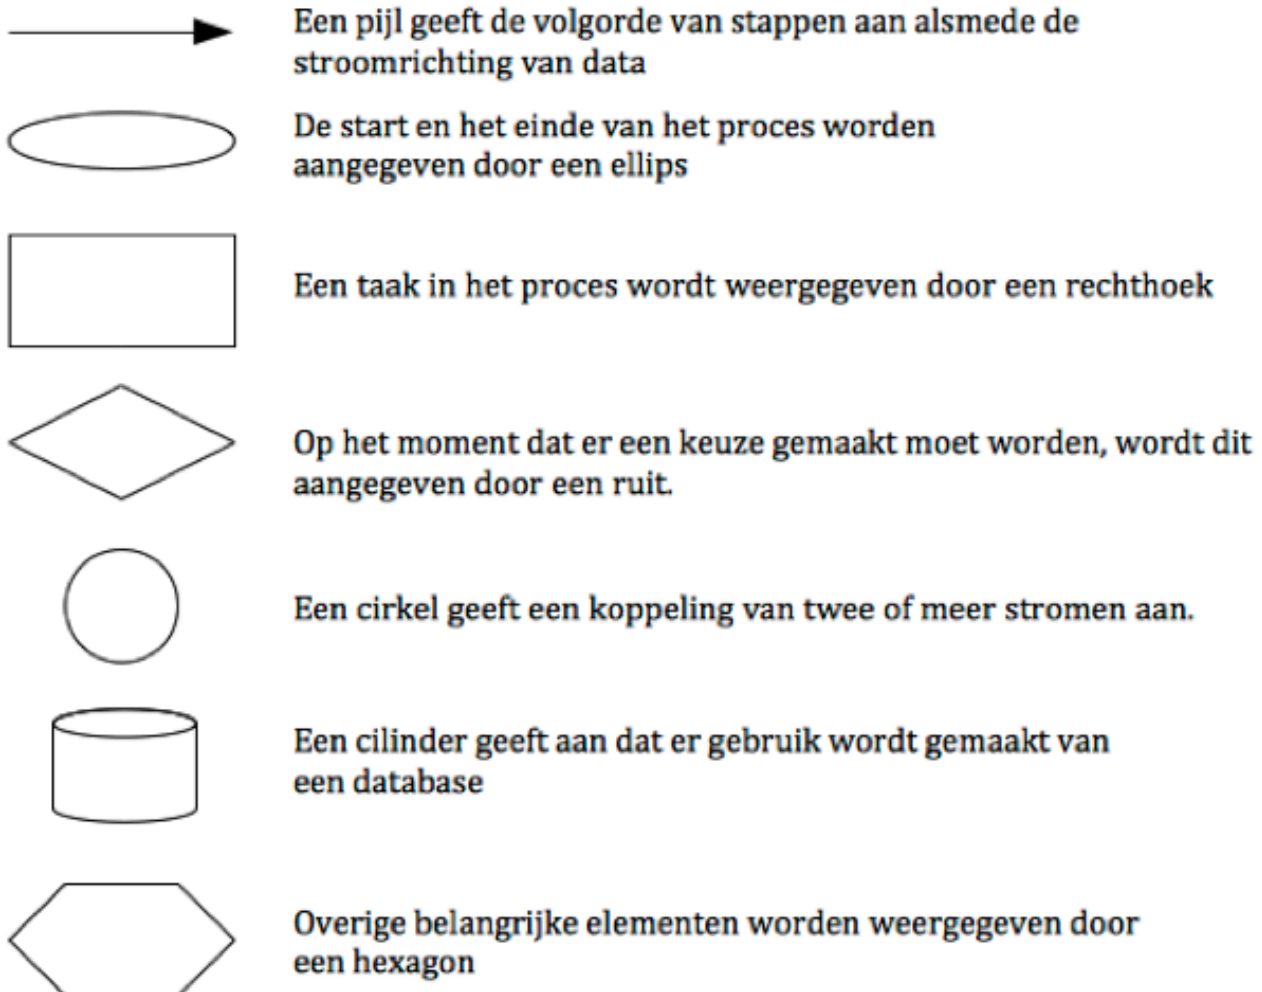 Een pijl geeft de volgorde van stappen aan alsmede de
stroomrichting van data
De start en het einde van het proces worden
aangegeven door een ellips
Een taak in het proces wordt weergegeven door een rechthoek
Op het moment dat er een keuze gemaakt moet worden, wordt dit
aangegeven door een ruit.
Een cirkel geeft een koppeling van twee of meer stromen aan.
Een cilinder geeft aan dat er gebruik wordt gemaakt van
een database
Overige belangrijke elementen worden weergegeven door
een hexagon